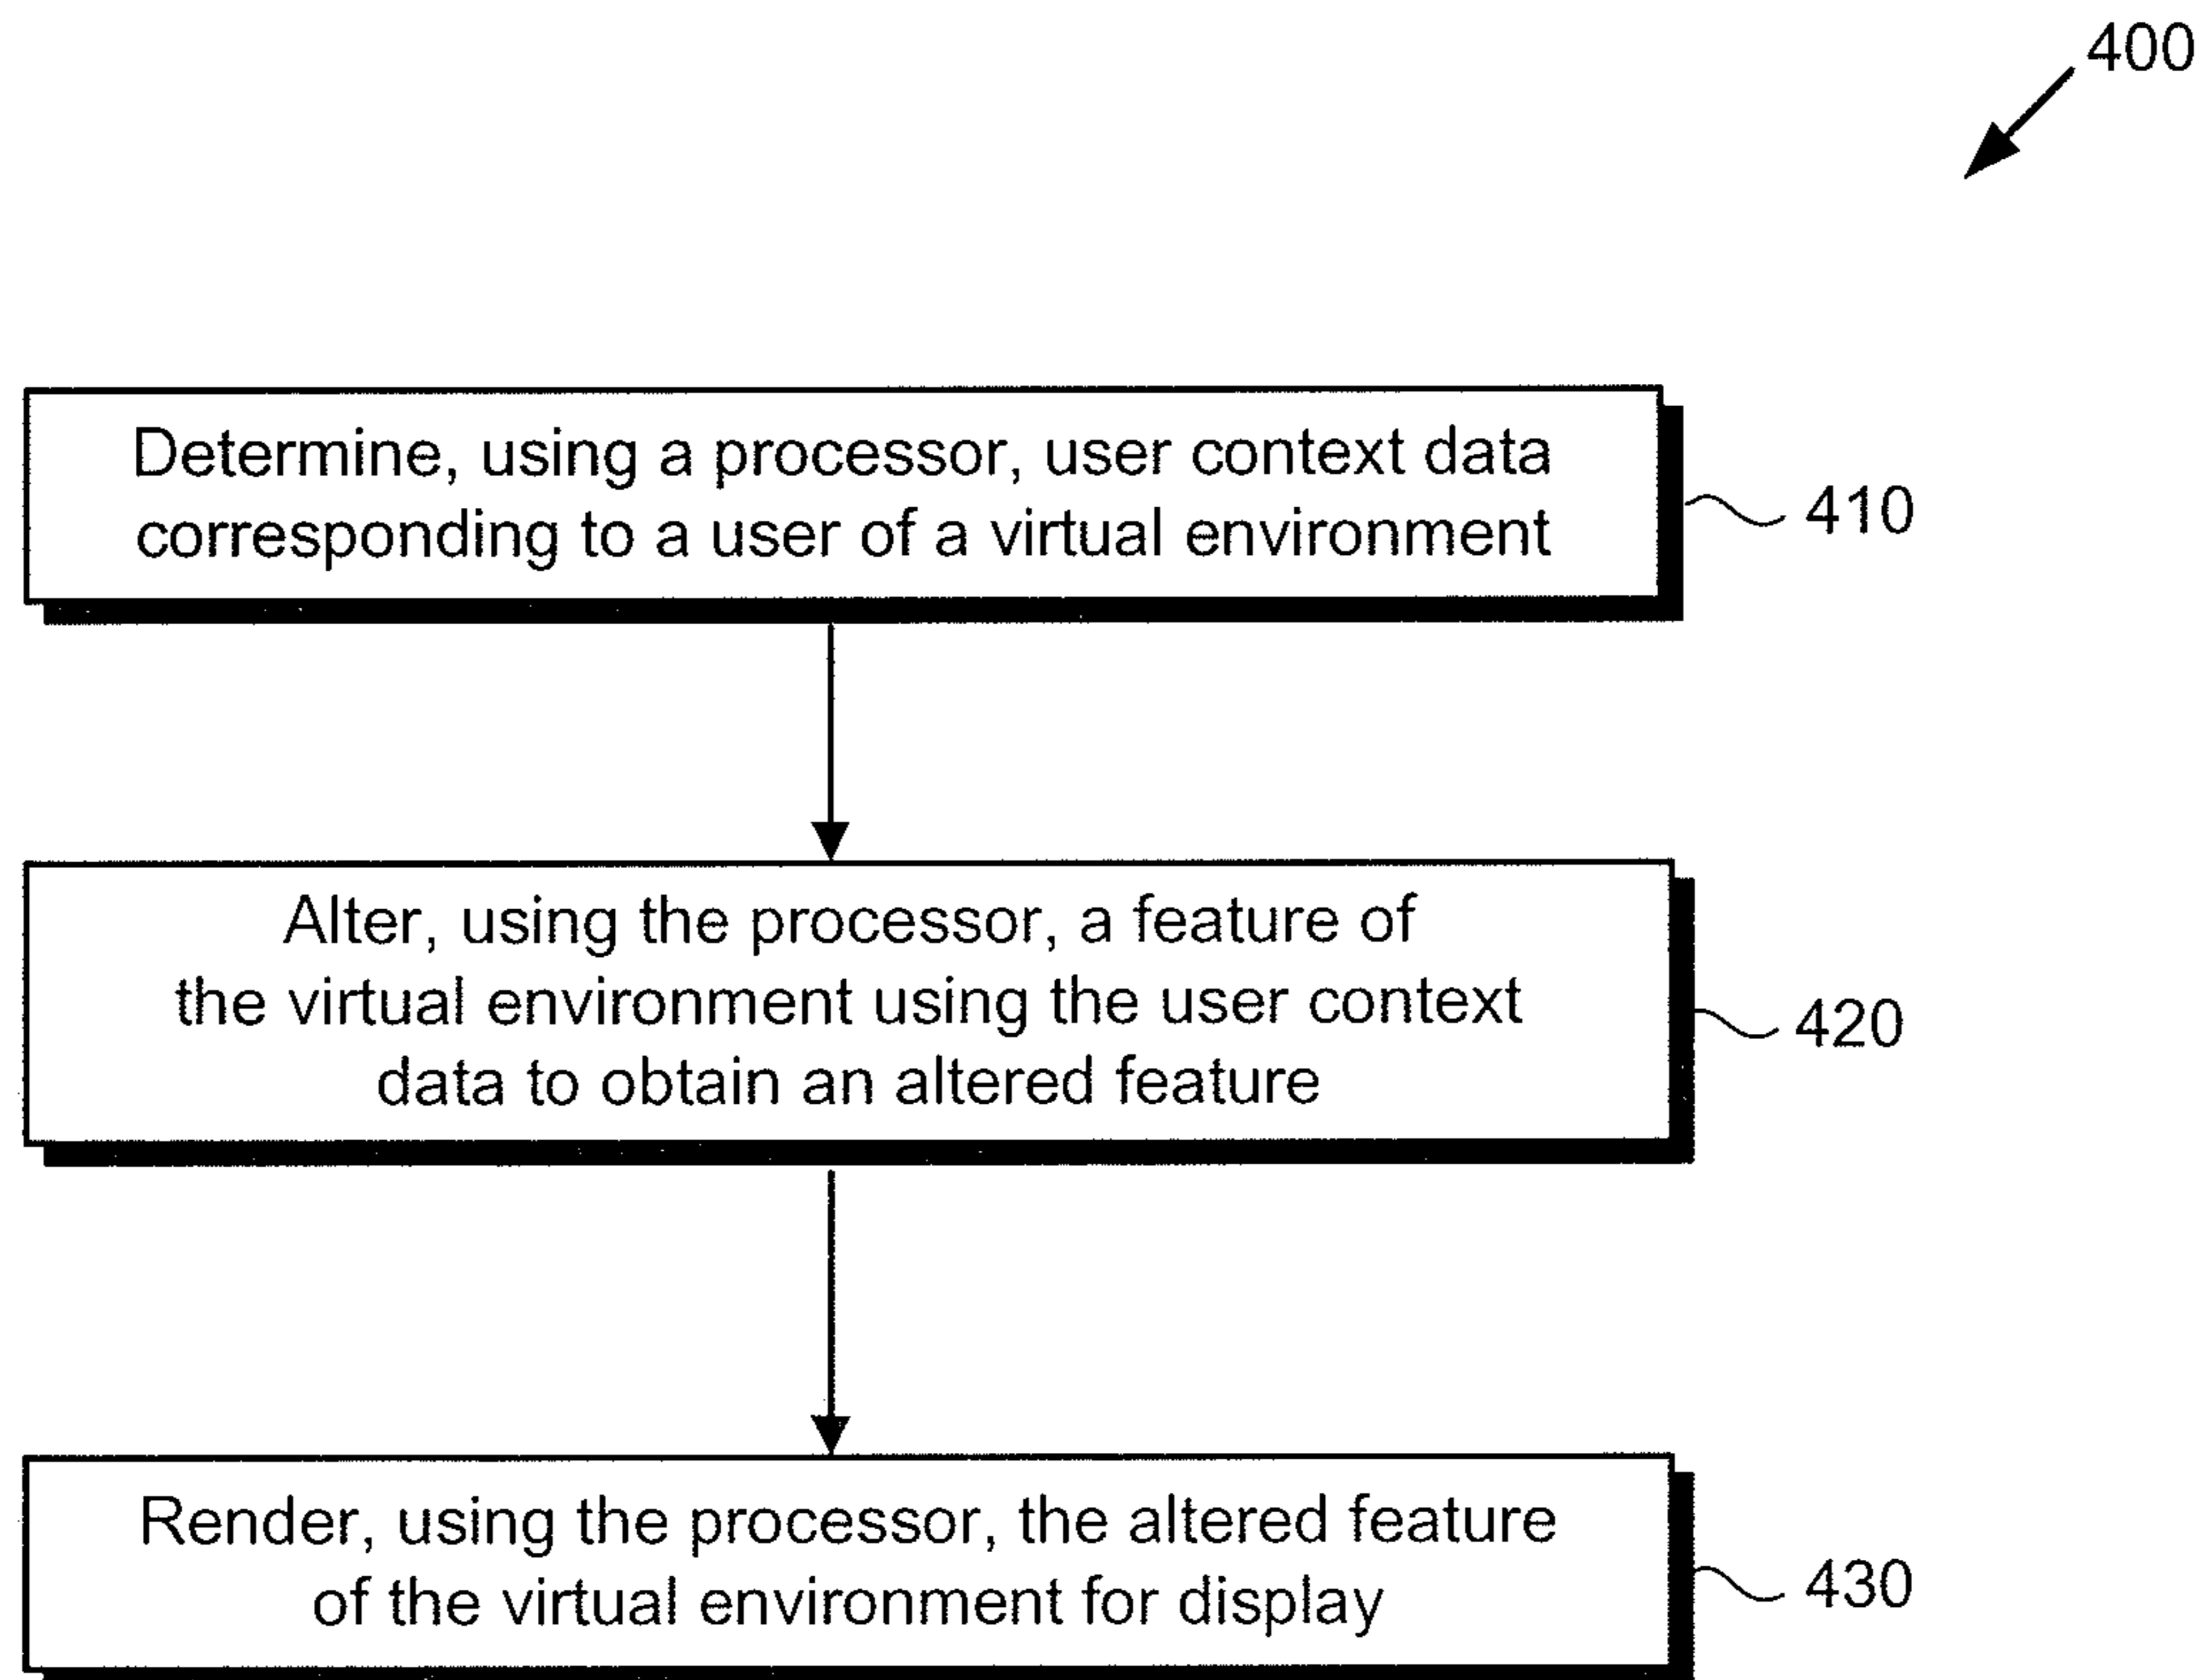 400
Determine, using a processor, user context data
corresponding to a user of a virtual environment
410
Alter, using the processor, a feature of
the virtual environment using the user context
data to obtain an altered feature
420
Render, using the processor, the altered feature
of the virtual environment for display
430